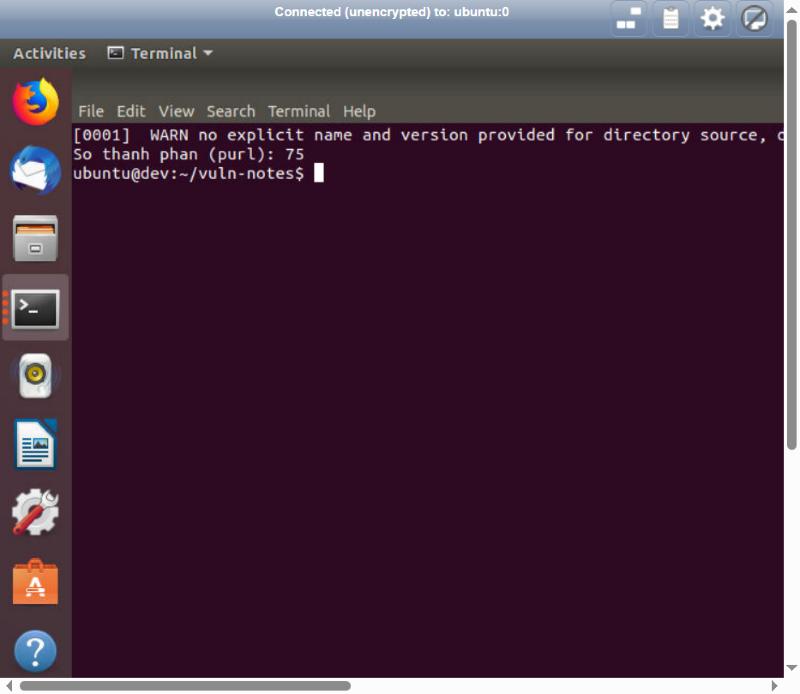 Connected (unencrypted) to: ubuntu:0
Activities Terminal
File Edit View Search Terminal Help
[0001] WARN no explicit name and version provided for directory source,
So thanh phan (purl): 75
ubuntu@dev:~/vuln-notes$